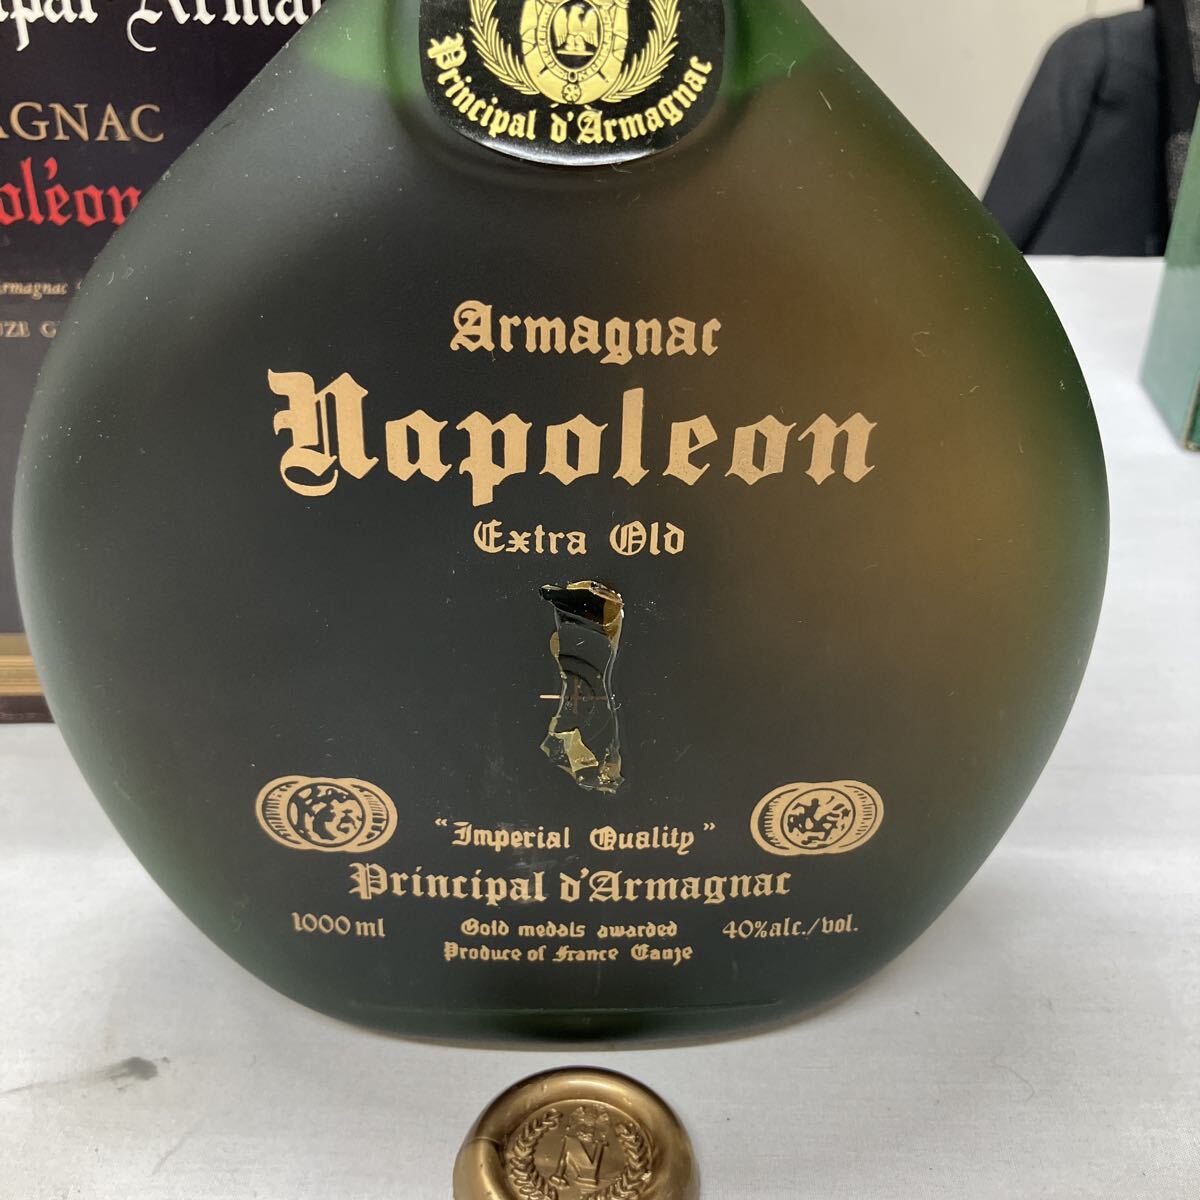 AGNAC
Principal d'Armagnac
Armagnac
Napoleon
Extra Old
"Imperial Quality"
Principal d'Armagnac
1000 ml
Gold medals awarded
40%alc./vol.
Produce of France Eauze
N